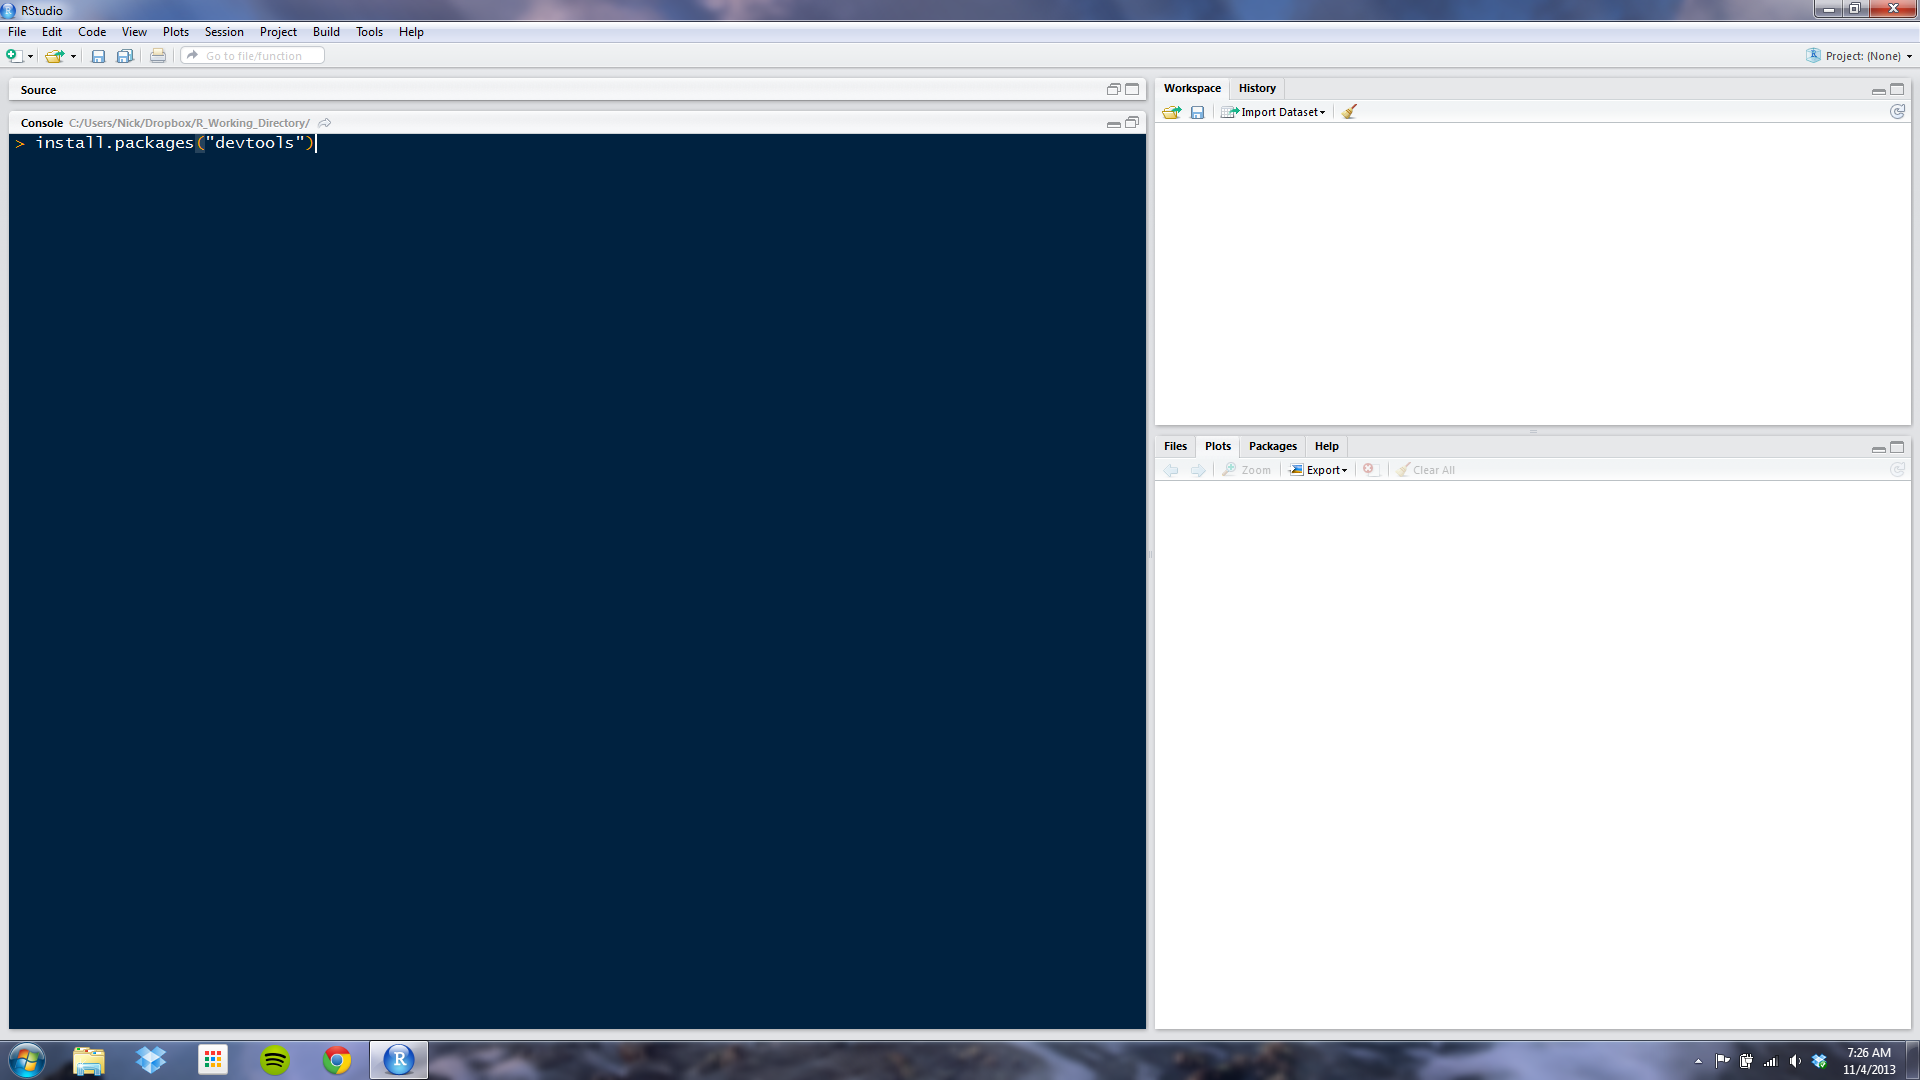 RStudio
File Edit Code View Plots Session Project Build Tools Help
Go to file/function
Project: (None)
Source
Console C:/Users/Nick/Dropbox/R_Working_Directory/
> install.packages("devtools")
Workspace History
Import Dataset
Files Plots Packages Help
Zoom Export Clear All
R
7:26 AM
11/4/2013